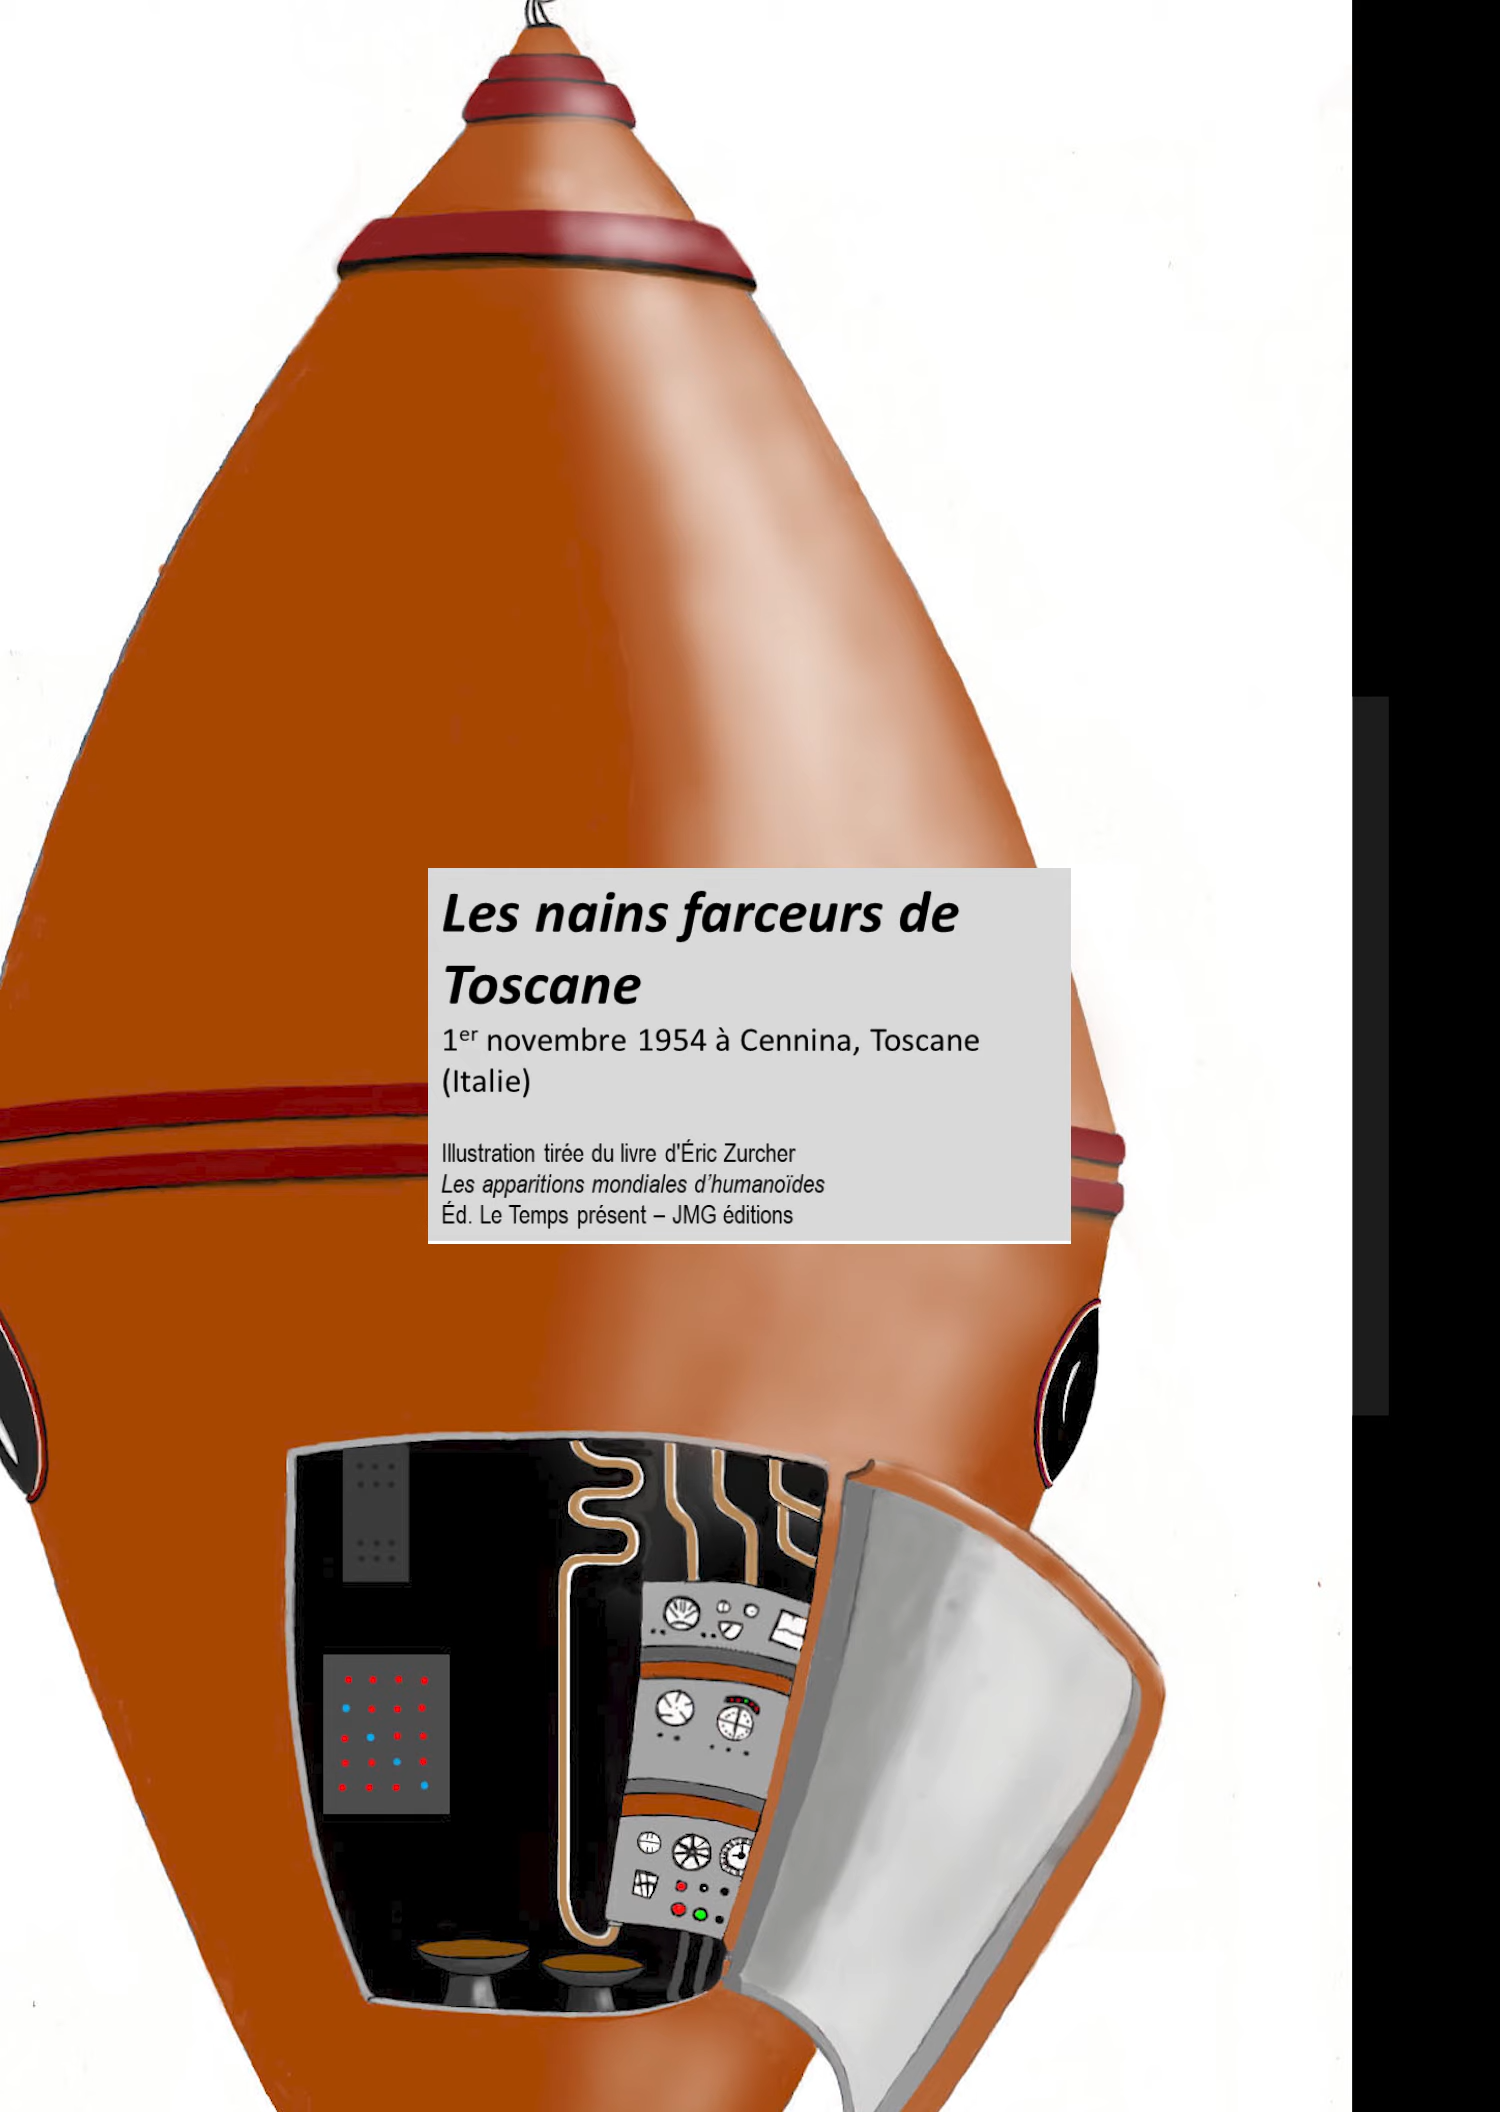 Les nains farceurs de
Toscane
1er novembre 1954 à Cennina, Toscane
(Italie)
Illustration tirée du livre d'Éric Zurcher
Les apparitions mondiales d’humanoïdes
Éd. Le Temps présent – JMG éditions